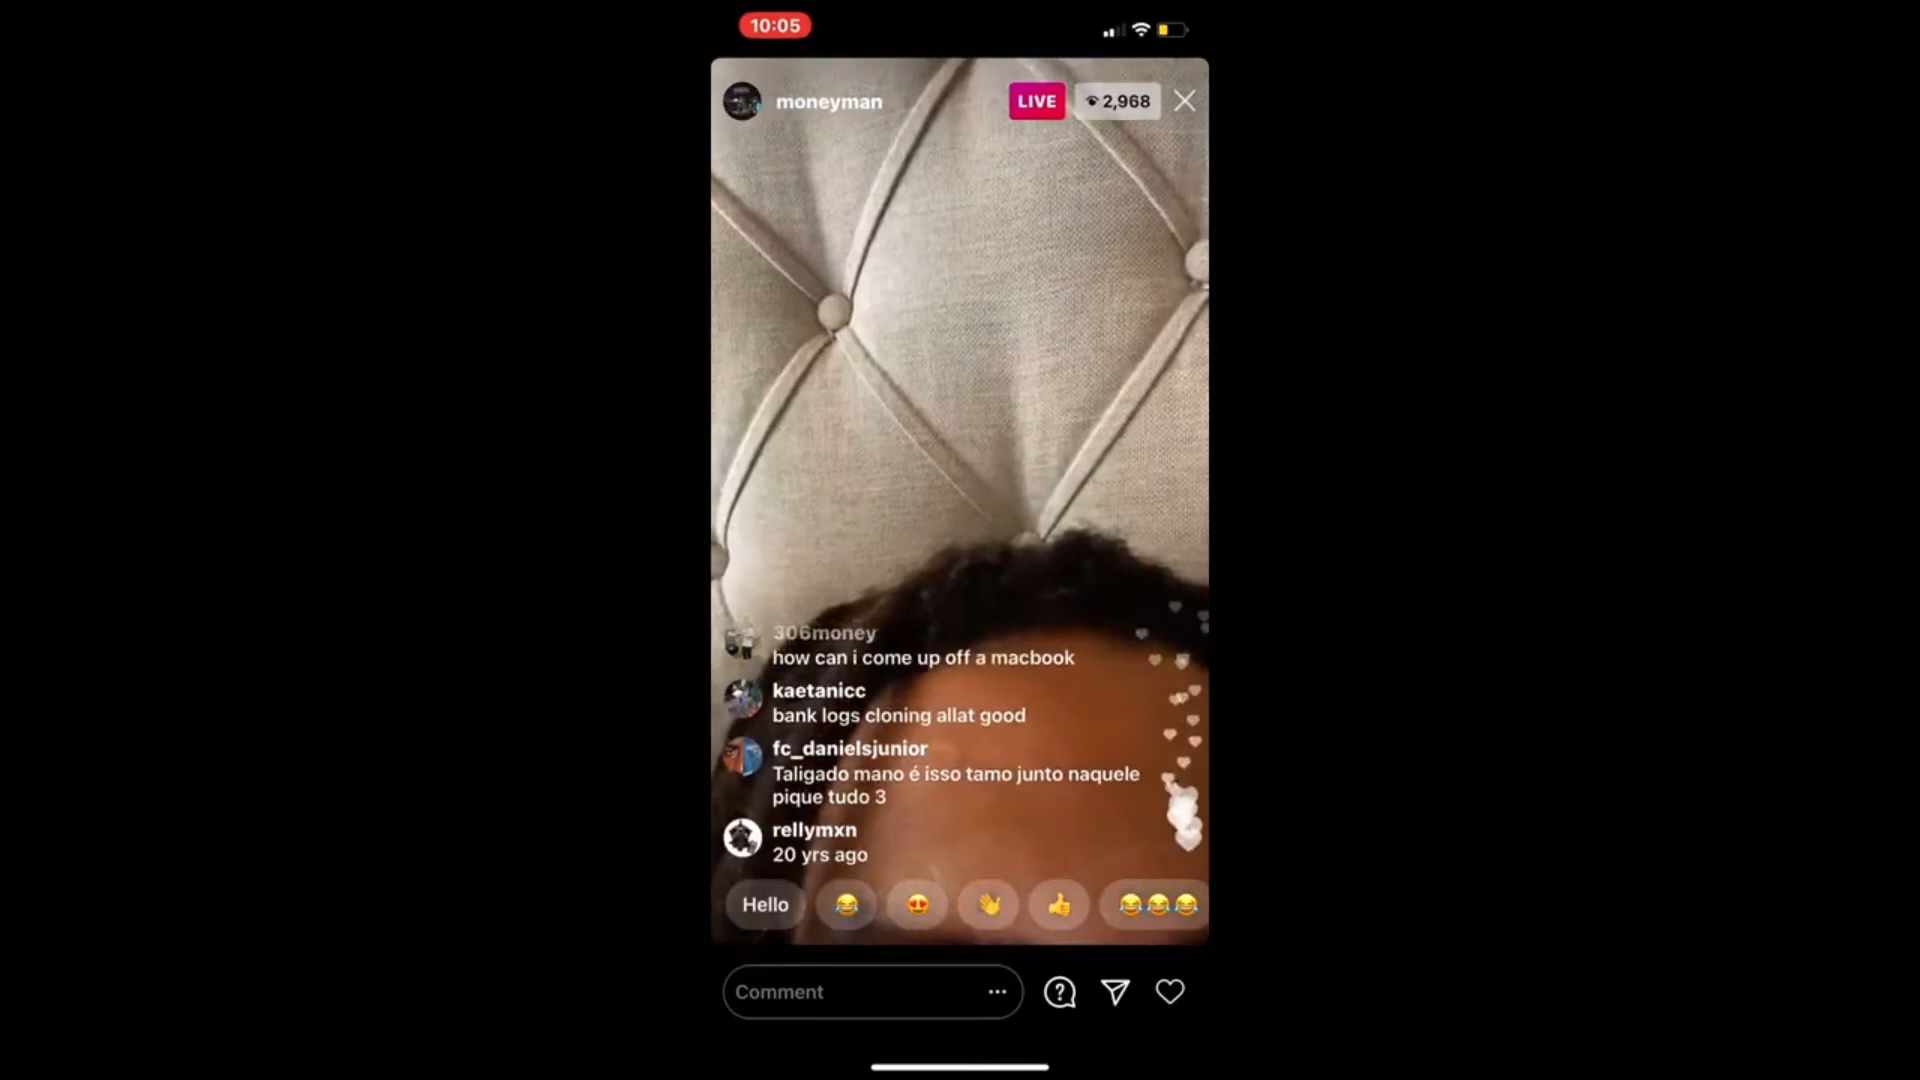 10:05
moneyman
LIVE
2,968
306money
how can i come up off a macbook
kaetanicc
bank logs cloning allat good
fc_danielsjunior
Taligado mano é isso tamo junto naquele
pique tudo 3
rellymxn
20 yrs ago
Hello
Comment